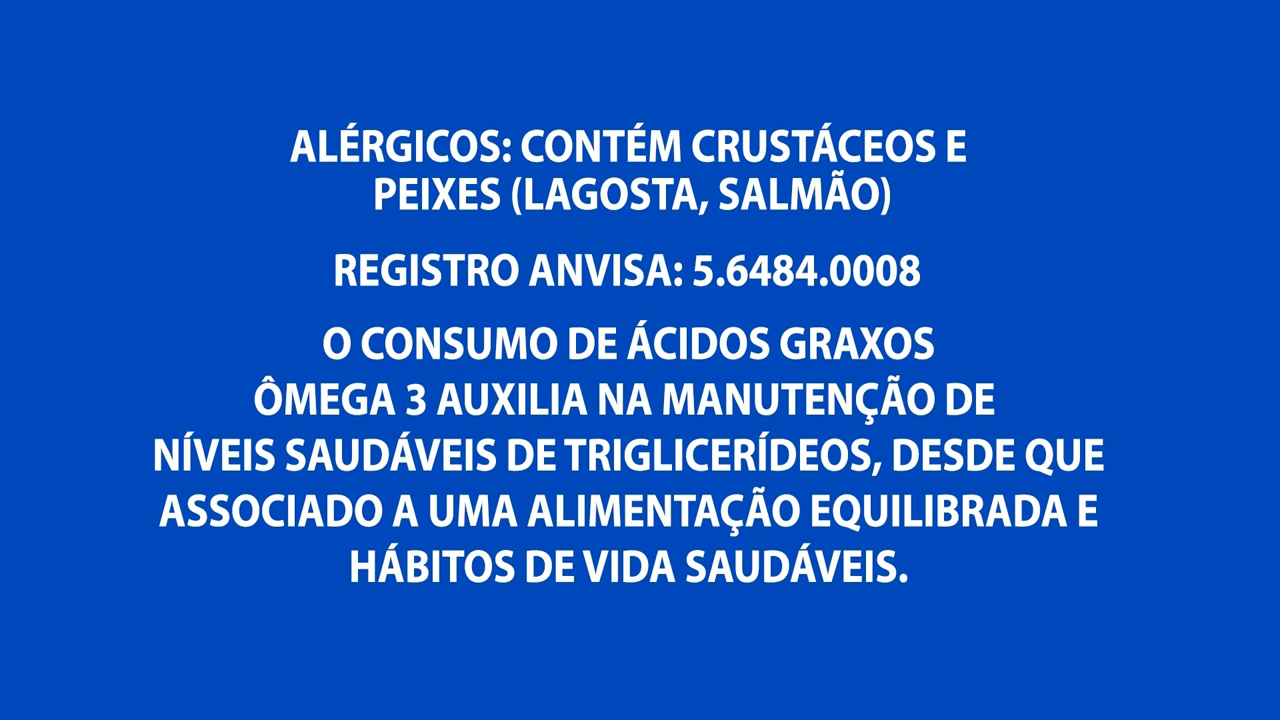 ALÉRGICOS: CONTÉM CRUSTÁCEOS E
PEIXES (LAGOSTA, SALMÃO)
REGISTRO ANVISA: 5.6484.0008
O CONSUMO DE ÁCIDOS GRAXOS
ÔMEGA 3 AUXILIA NA MANUTENÇÃO DE
NÍVEIS SAUDÁVEIS DE TRIGLICERÍDEOS, DESDE QUE
ASSOCIADO A UMA ALIMENTAÇÃO EQUILIBRADA E
HÁBITOS DE VIDA SAUDÁVEIS.